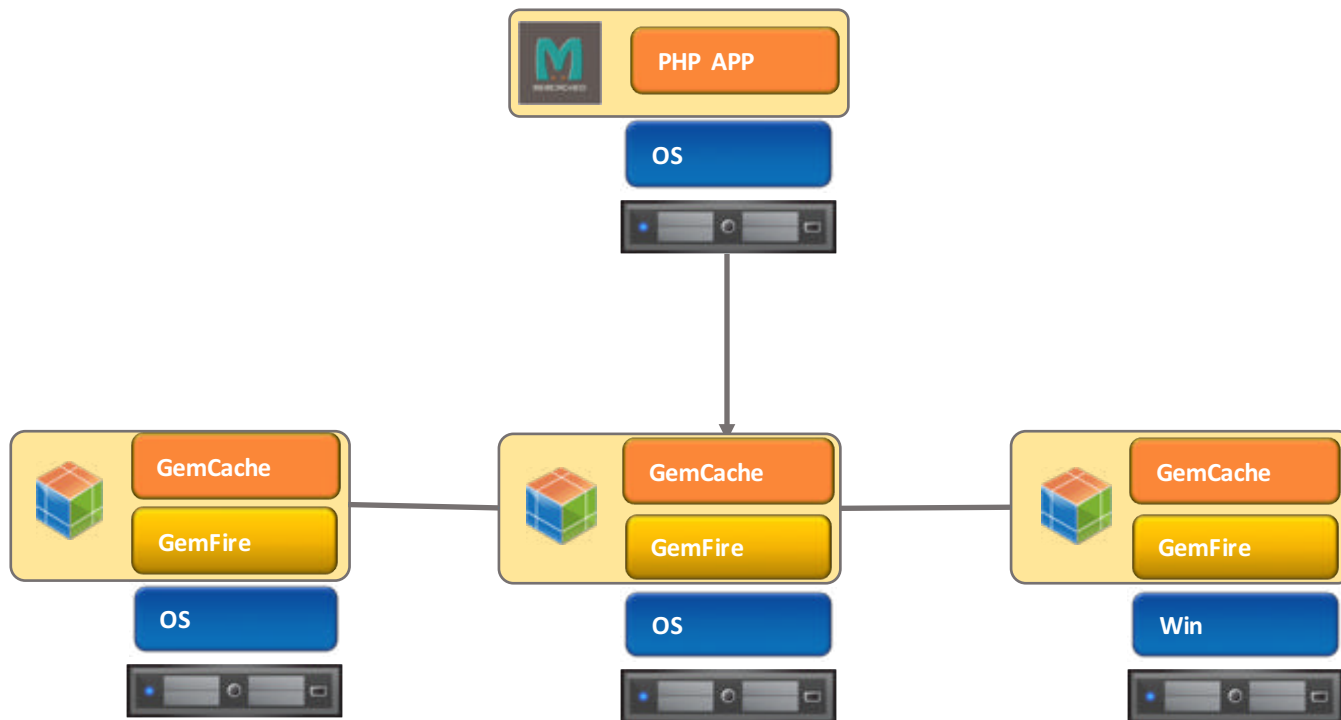 PHP APP
OS
GemCache
GemFire
OS
GemCache
GemFire
OS
GemCache
GemFire
Win